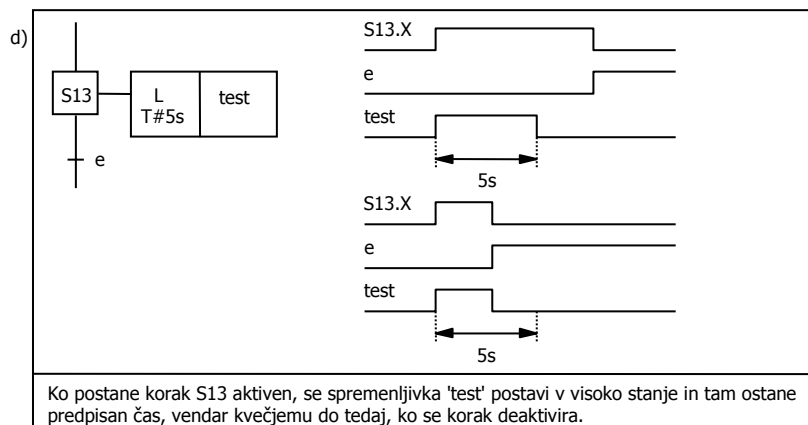 d)
S13
L
T#5s
test
e
S13.X
e
test
5s
S13.X
e
test
5s
Ko postane korak S13 aktiven, se spremenljivka 'test' postavi v visoko stanje in tam ostane
predpisan čas, vendar kvečjemu do tedaj, ko se korak deaktivira.